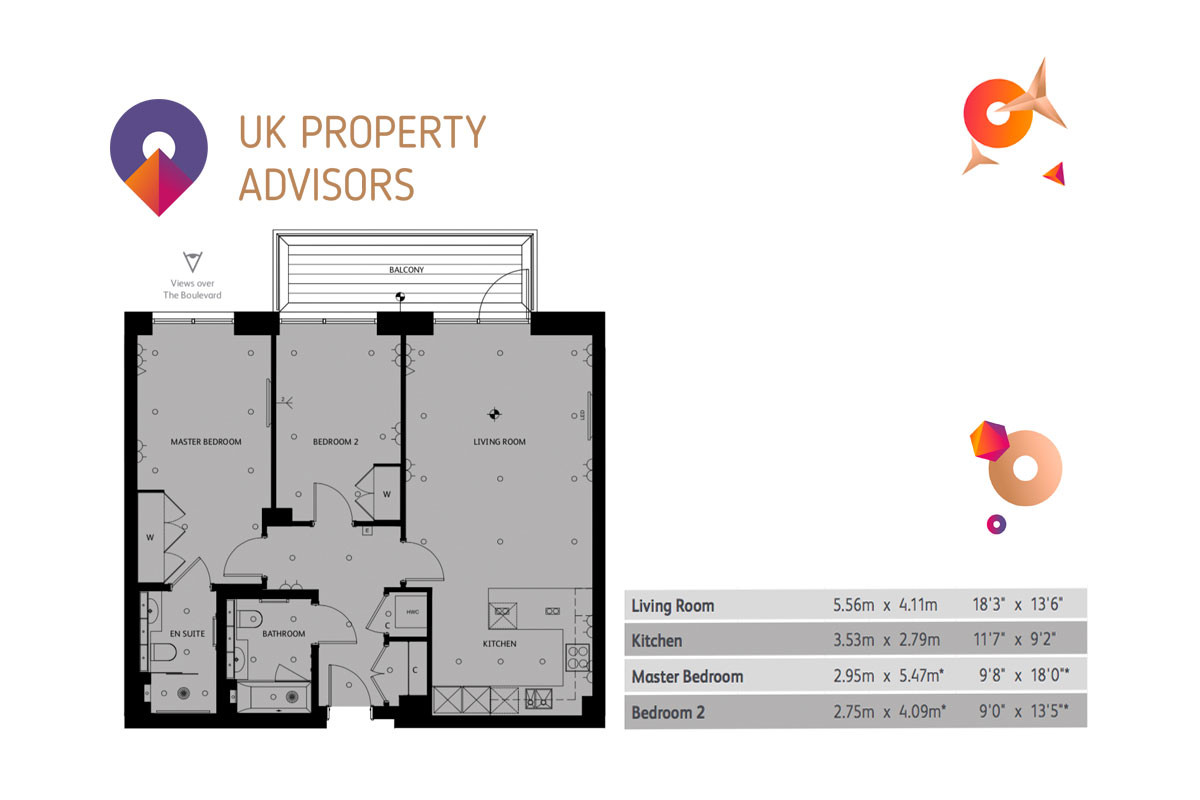 UK PROPERTY
ADVISORS
Views over
The Boulevard
BALCONY
2
LED
MASTER BEDROOM
BEDROOM 2
LIVING ROOM
W
W
E
HWC
C
EN SUITE
BATHROOM
KITCHEN
C
Living Room 5.56m x 4.11m 18'3" x 13'6"
Kitchen 3.53m x 2.79m 11'7" x 9'2"
Master Bedroom 2.95m x 5.47m* 9'8" x 18'0"*
Bedroom 2 2.75m x 4.09m* 9'0" x 13'5"*